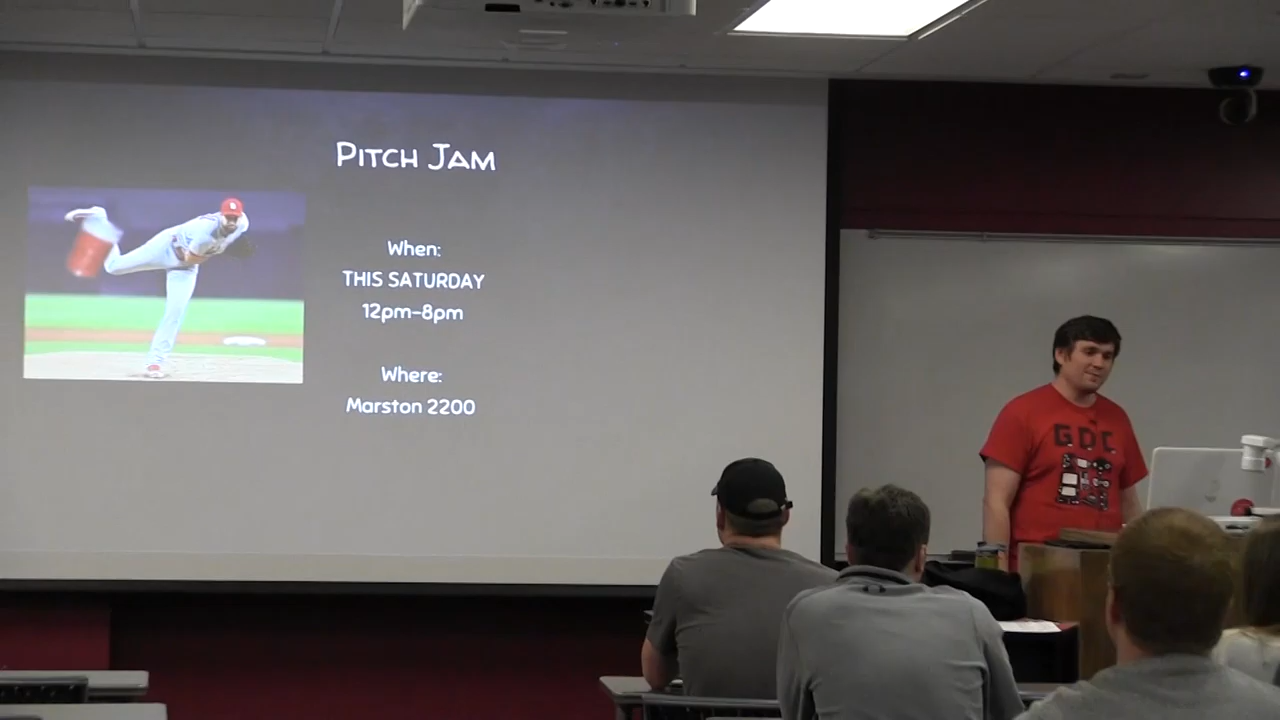 PITCH JAM
When:
THIS SATURDAY
12pm-8pm
Where:
Marston 2200
GDC